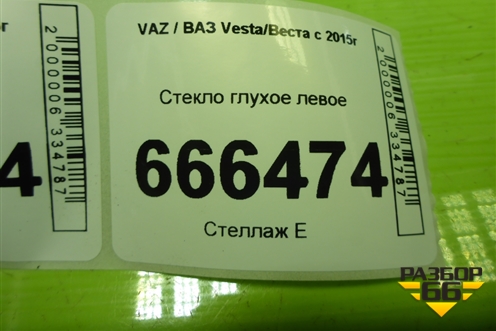 г
2000006334787
4
VAZ / ВАЗ Vesta/Веста с 2015г
Стекло глухое левое
666474
Стеллаж Е
2000006334787
РАЗБОР
66